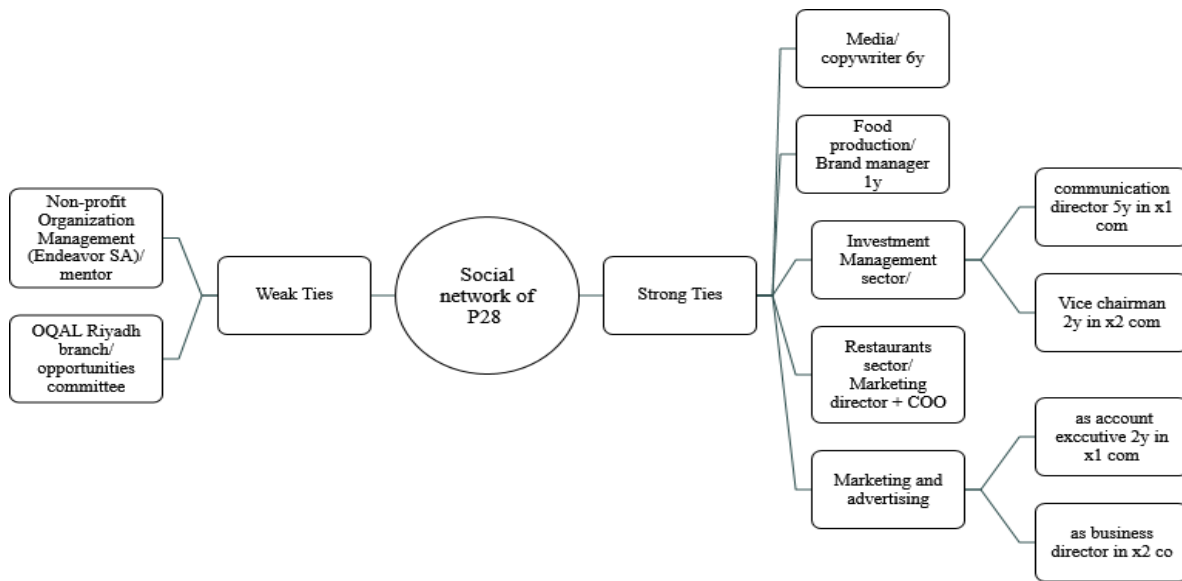 Media/
copywriter 6y
Food
production/
Brand manager
1y
Non-profit
Organization
Management
(Endeavor SA)/
mentor
OQAL Riyadh
branch/
opportunities
committee
Weak Ties
Social
network of
P28
Strong Ties
Investment
Management
sector/
Restaurants
sector/
Marketing
director + COO
Marketing and
advertising
communication
director 5y in x1
com
Vice chairman
2y in x2 com
as account
exccutive 2y in
x1 com
as business
director in x2 co